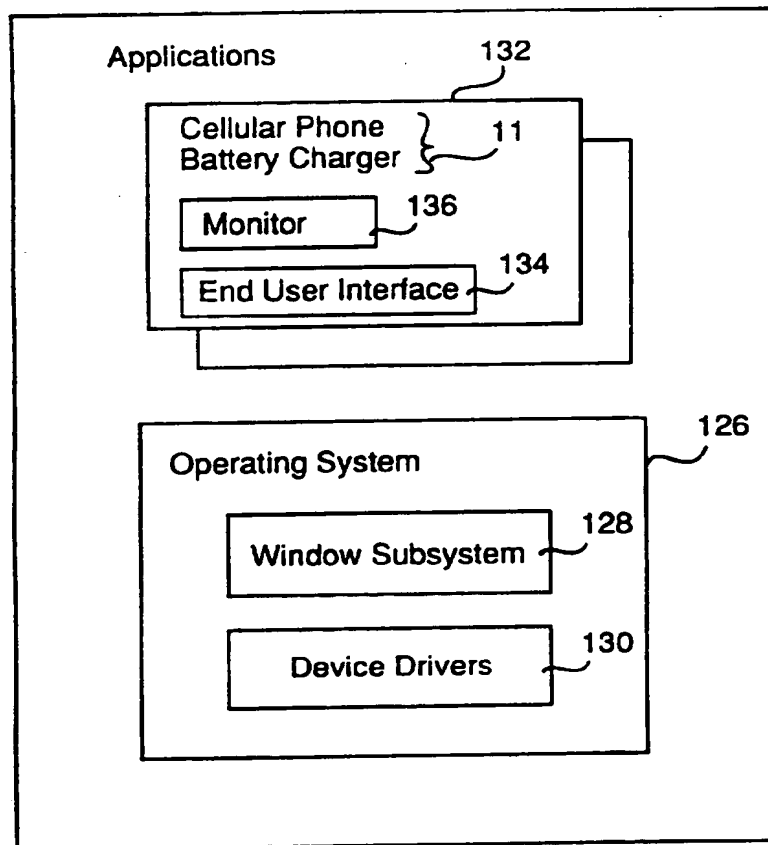 Applications
132
Cellular Phone
Battery Charger
11
Monitor
136
End User Interface
134
126
Operating System
Window Subsystem
128
Device Drivers
130